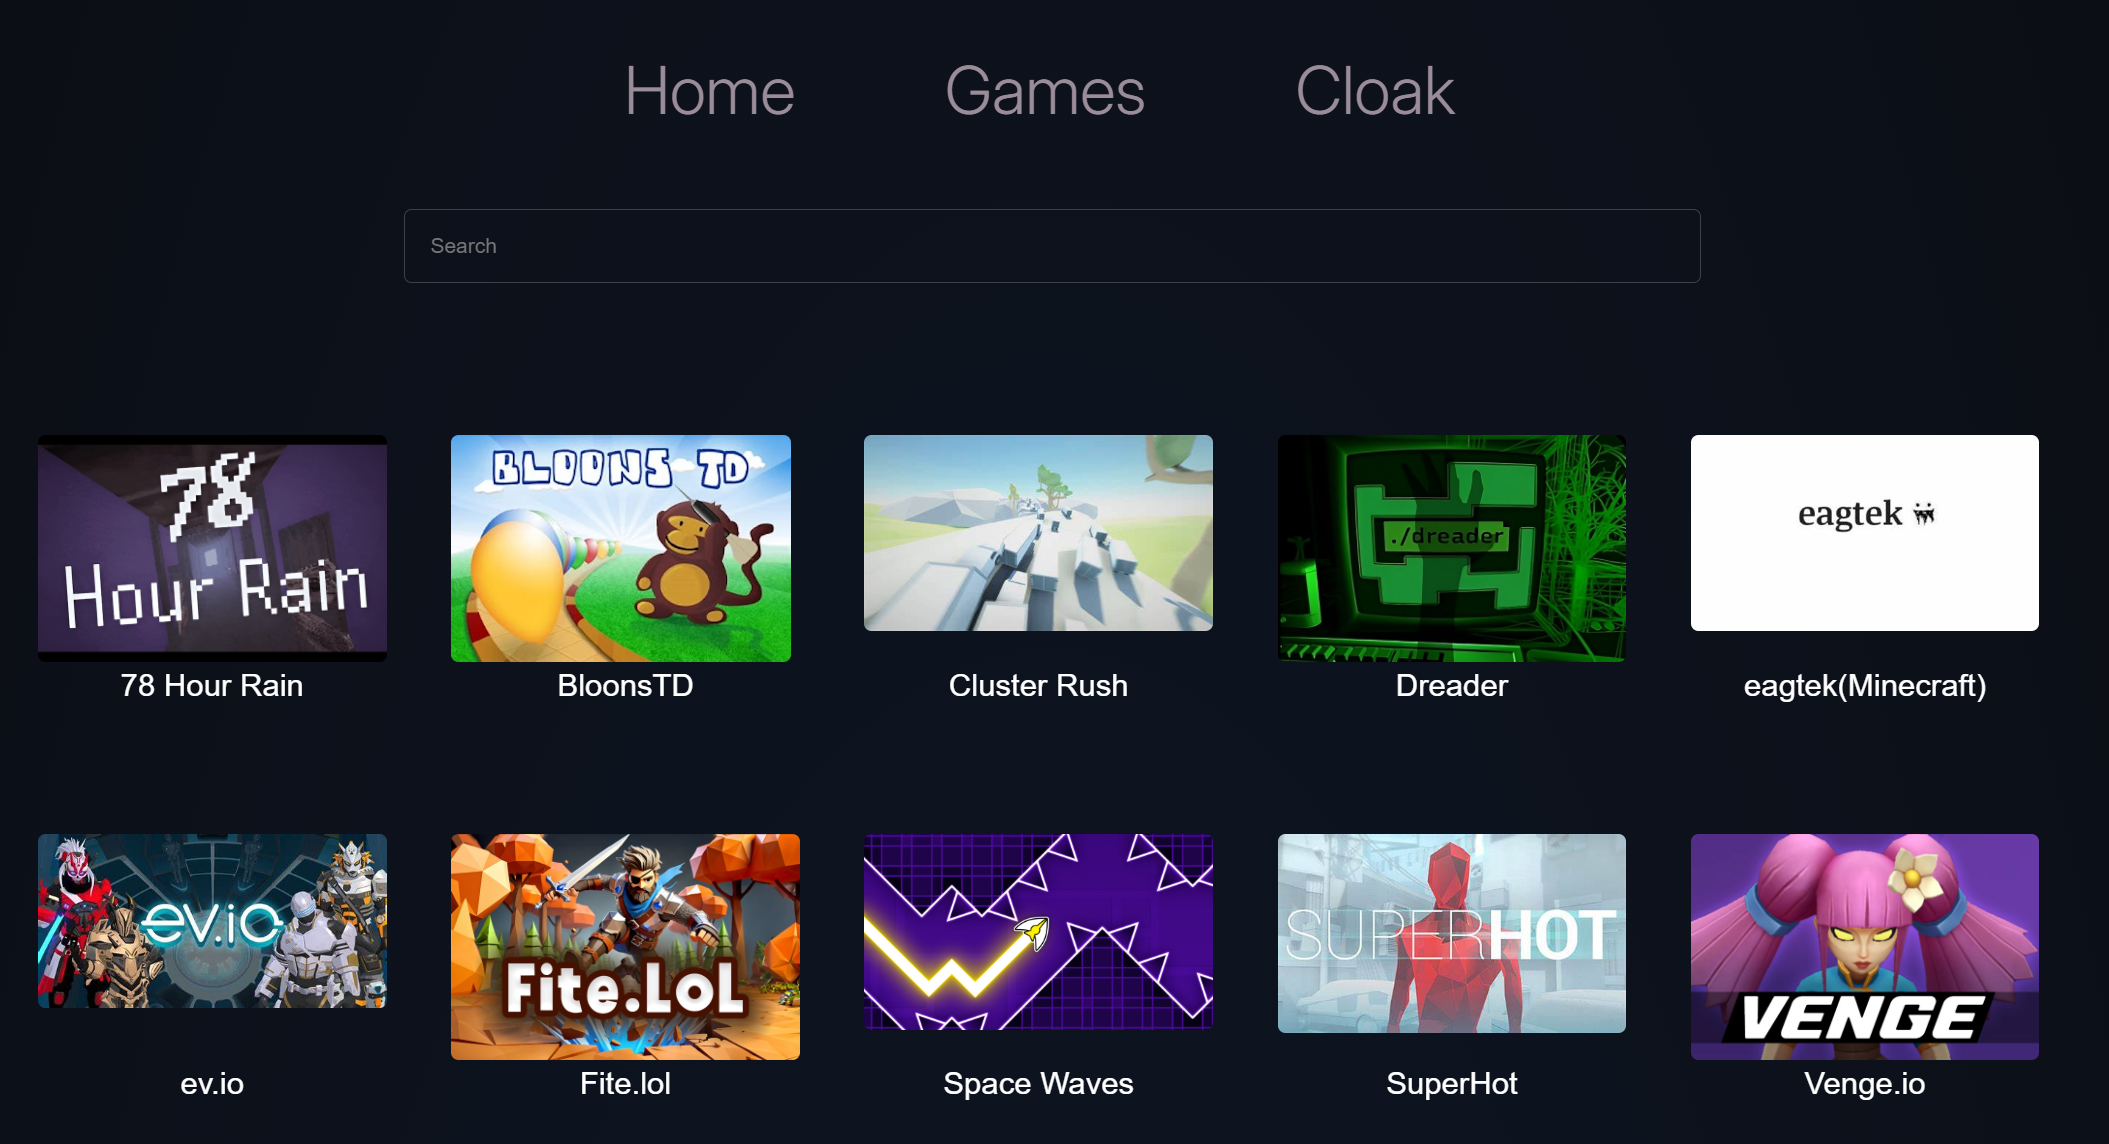 Home Games Cloak
Search
78
Hour Rain
BLOONS TD
./dreader
eagtek
78 Hour Rain
BloonsTD
Cluster Rush
Dreader
eagtek(Minecraft)
ev.io
Fite.LoL
SUPERHOT
VENGE
ev.io
Fite.lol
Space Waves
SuperHot
Venge.io